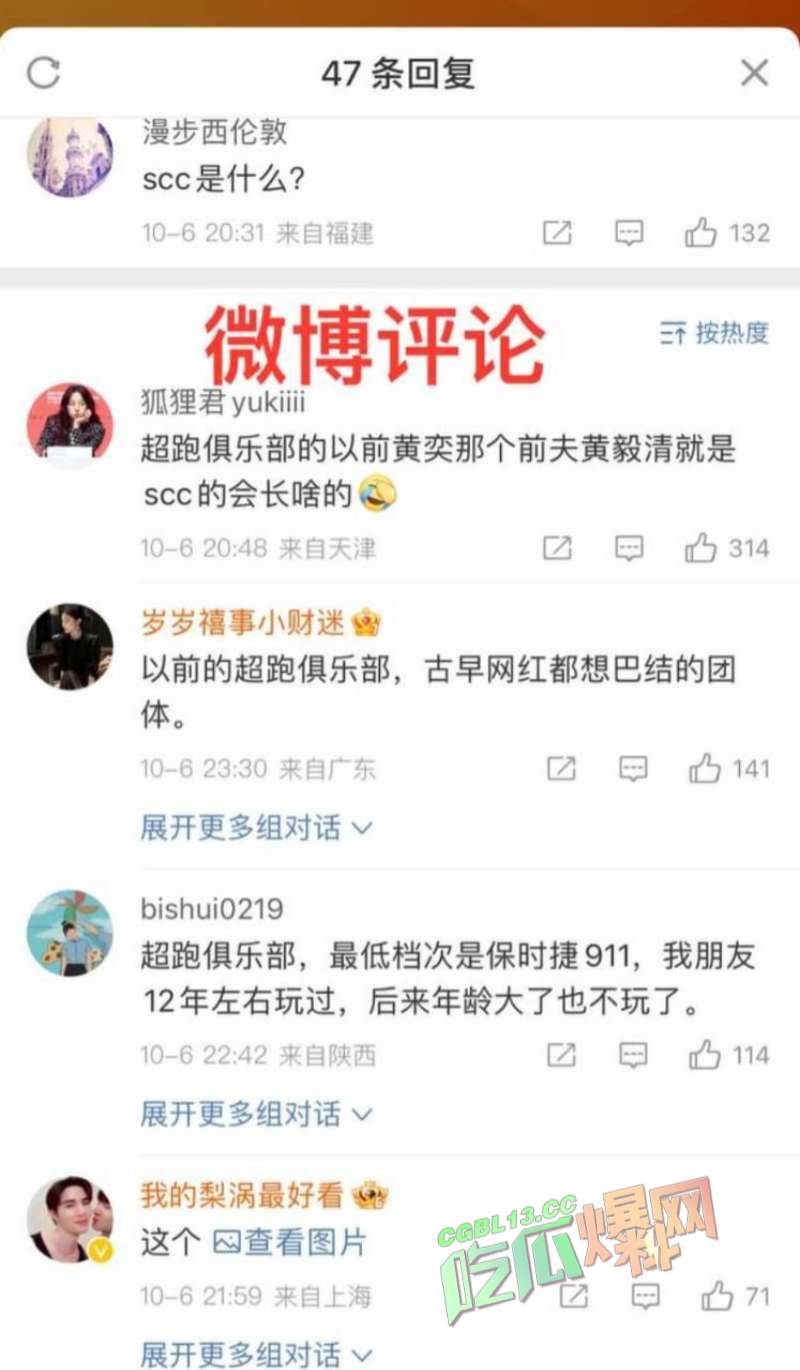 47 条回复
漫步西伦敦
scc是什么?
10-6 20:31 来自福建
132
微博评论
按热度
狐狸君yukiiii
超跑俱乐部的以前黄奕那个前夫黄毅清就是
scc的会长啥的
10-6 20:48 来自天津
314
岁岁禧事小财迷
以前的超跑俱乐部，古早网红都想巴结的团
体。
10-6 23:30 来自广东
141
展开更多组对话
bishui0219
超跑俱乐部，最低档次是保时捷911，我朋友
12年左右玩过，后来年龄大了也不玩了。
10-6 22:42 来自陕西
114
展开更多组对话
我的梨涡最好看
这个 查看图片
10-6 21:59 来自上海
71
CGBL13.CC
吃瓜爆料网
展开更多组对话